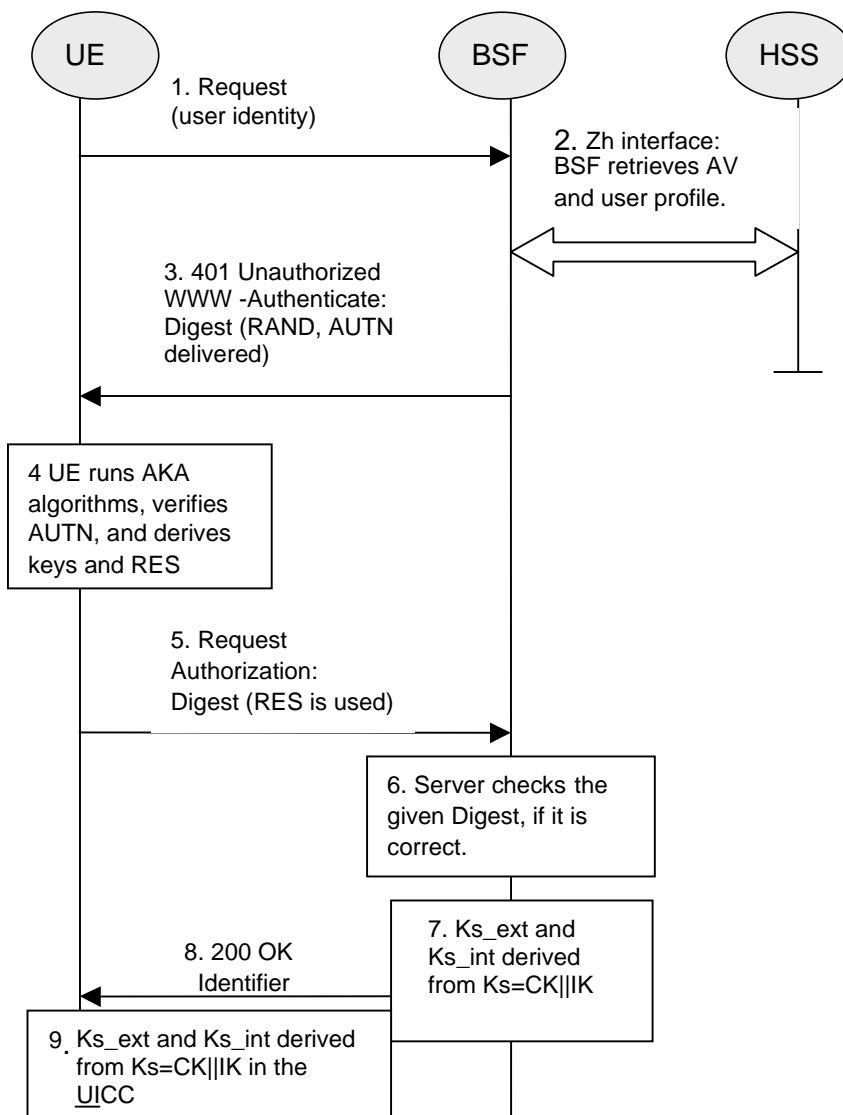 UE
BSF
HSS
1. Request
(user identity)
2. Zh interface:
BSF retrieves AV
and user profile.
3. 401 Unauthorized
WWW -Authenticate:
Digest (RAND, AUTN
delivered)
4 UE runs AKA
algorithms, verifies
AUTN, and derives
keys and RES
5. Request
Authorization:
Digest (RES is used)
6. Server checks the
given Digest, if it is
correct.
7. Ks_ext and
Ks_int derived
from Ks=CK||IK
8. 200 OK
Identifier
9. Ks_ext and Ks_int derived
from Ks=CK||IK in the
UICC